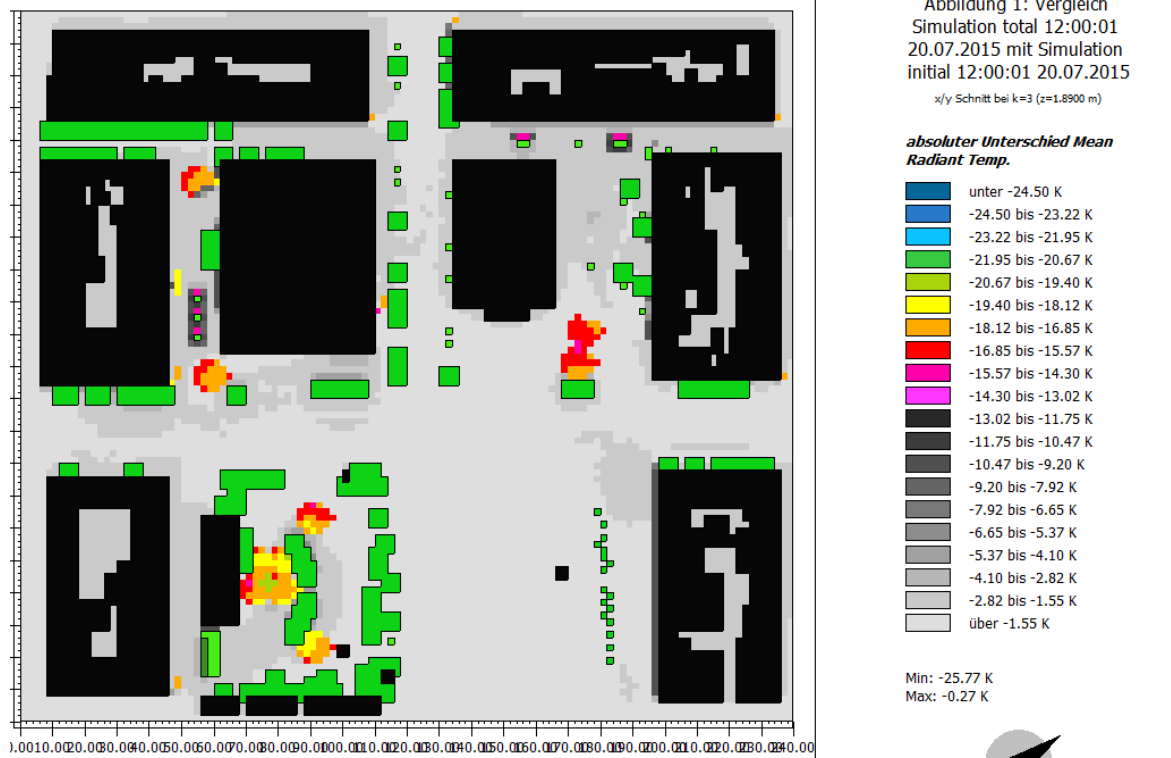 Abbildung 1: Vergleich
Simulation total 12:00:01
20.07.2015 mit Simulation
initial 12:00:01 20.07.2015
x/y Schnitt bei k=3 (z=1.8900 m)
absoluter Unterschied Mean
Radiant Temp.
unter -24.50 K
-24.50 bis -23.22 K
-23.22 bis -21.95 K
-21.95 bis -20.67 K
-20.67 bis -19.40 K
-19.40 bis -18.12 K
-18.12 bis -16.85 K
-16.85 bis -15.57 K
-15.57 bis -14.30 K
-14.30 bis -13.02 K
-13.02 bis -11.75 K
-11.75 bis -10.47 K
-10.47 bis -9.20 K
-9.20 bis -7.92 K
-7.92 bis -6.65 K
-6.65 bis -5.37 K
-5.37 bis -4.10 K
-4.10 bis -2.82 K
-2.82 bis -1.55 K
über -1.55 K
Min: -25.77 K
Max: -0.27 K